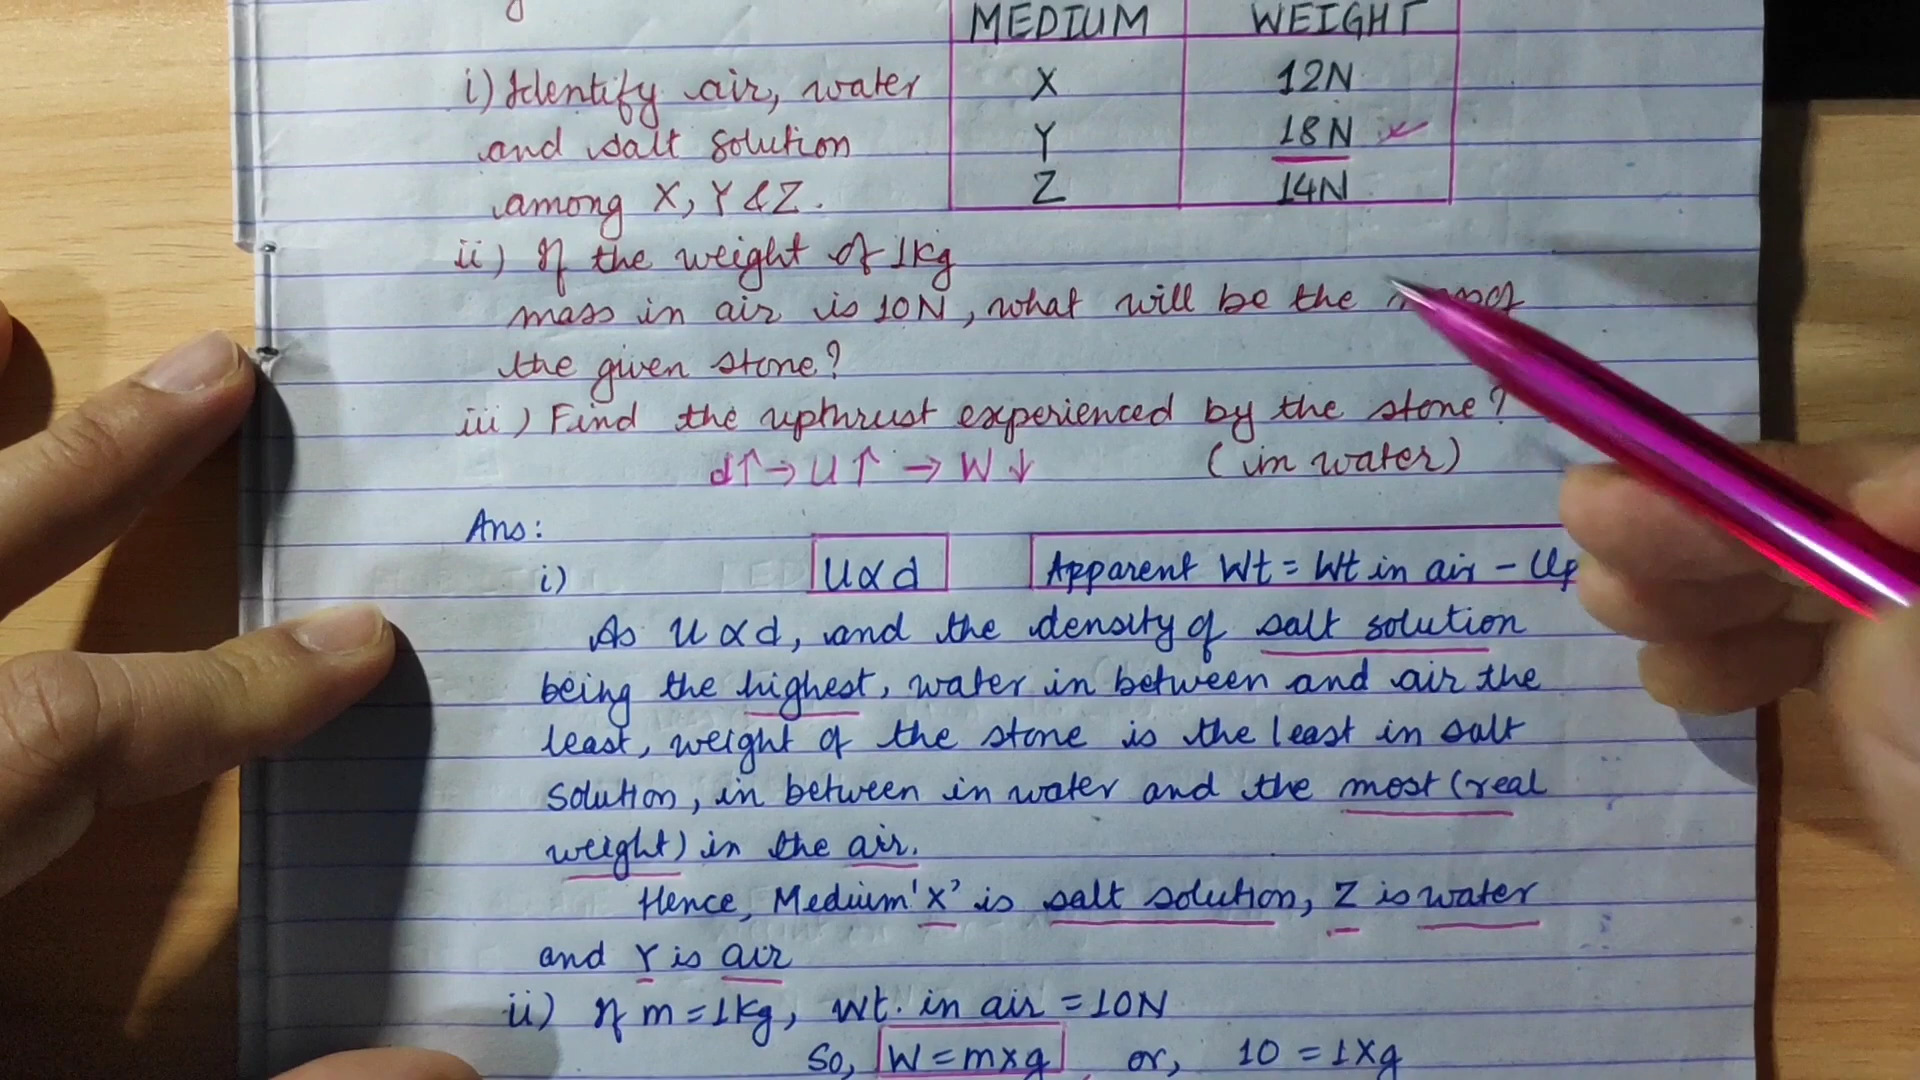 MEDIUM WEIGHT
i) Identify air, water X 12N
and salt solution Y 18N
among X, Y & Z. Z 14N
ii) If the weight of 1kg
mass in air is 10N, what will be the
the given stone?
iii) Find the upthrust experienced by the stone?
d↑→U↑→W↓ (in water)
Ans:
i) U∝d Apparent Wt = Wt in air -
As U∝d, and the density of salt solution
being the highest, water in between and air the
least, weight of the stone is the least in salt
solution, in between in water and the most (real
weight) in the air.
Hence, Medium 'X' is salt solution, Z is water
and Y is air
ii) If m = 1kg, Wt. in air = 10N
So, W = m×g or, 10 = 1×g